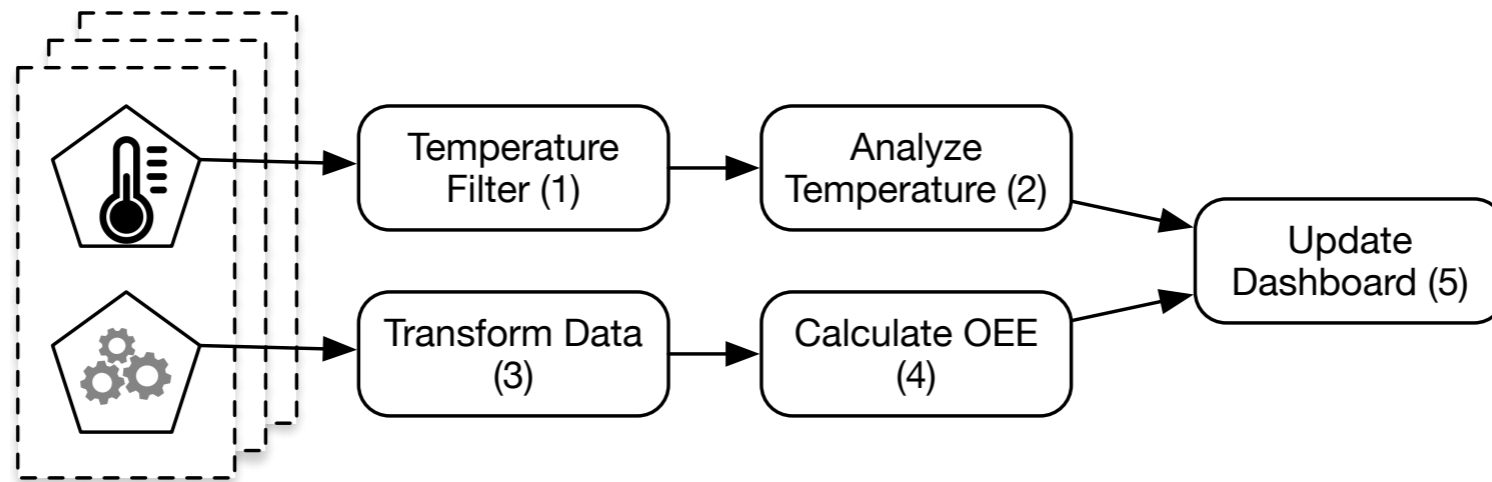 Temperature
Filter (1)
Analyze
Temperature (2)
Update
Dashboard (5)
Transform Data
(3)
Calculate OEE
(4)